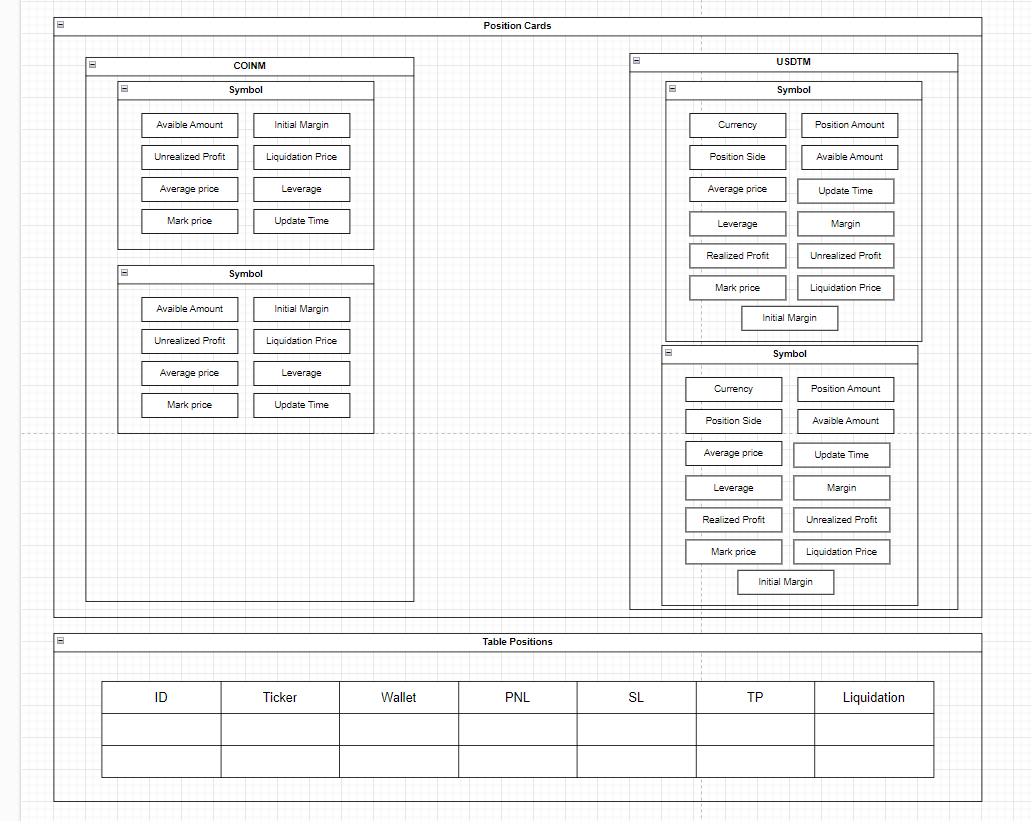 Position Cards
COINM
Symbol
Avaible Amount
Initial Margin
Unrealized Profit
Liquidation Price
Average price
Leverage
Mark price
Update Time
Symbol
Avaible Amount
Initial Margin
Unrealized Profit
Liquidation Price
Average price
Leverage
Mark price
Update Time
USDTM
Symbol
Currency
Position Amount
Position Side
Avaible Amount
Average price
Update Time
Leverage
Margin
Realized Profit
Unrealized Profit
Mark price
Liquidation Price
Initial Margin
Symbol
Currency
Position Amount
Position Side
Avaible Amount
Average price
Update Time
Leverage
Margin
Realized Profit
Unrealized Profit
Mark price
Liquidation Price
Initial Margin
Table Positions
ID Ticker Wallet PNL SL TP Liquidation